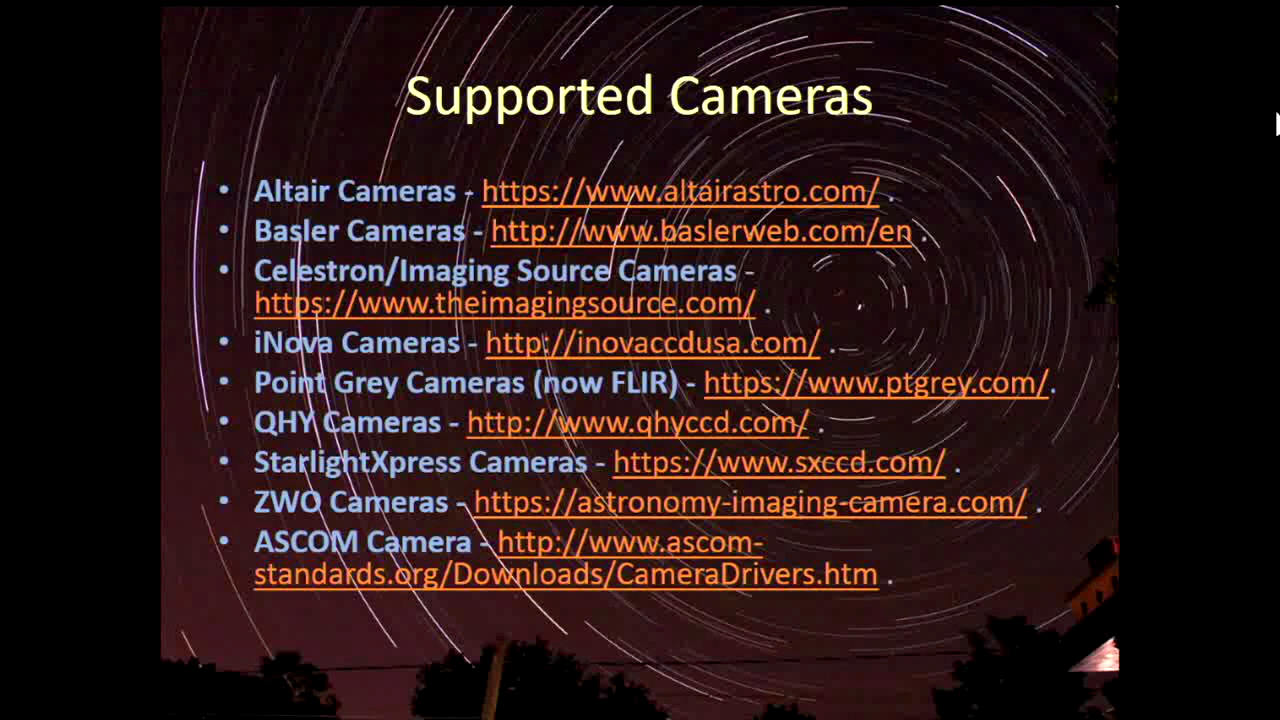 Supported Cameras
• Altair Cameras - https://www.altairastro.com/ .
• Basler Cameras - http://www.baslerweb.com/en .
• Celestron/Imaging Source Cameras -
https://www.theimagingsource.com/ .
• iNova Cameras - http://inovaccdusa.com/ .
• Point Grey Cameras (now FLIR) - https://www.ptgrey.com/.
• QHY Cameras - http://www.qhyccd.com/ .
• StarlightXpress Cameras - https://www.sxccd.com/ .
• ZWO Cameras - https://astronomy-imaging-camera.com/ .
• ASCOM Camera - http://www.ascom-
standards.org/Downloads/CameraDrivers.htm .